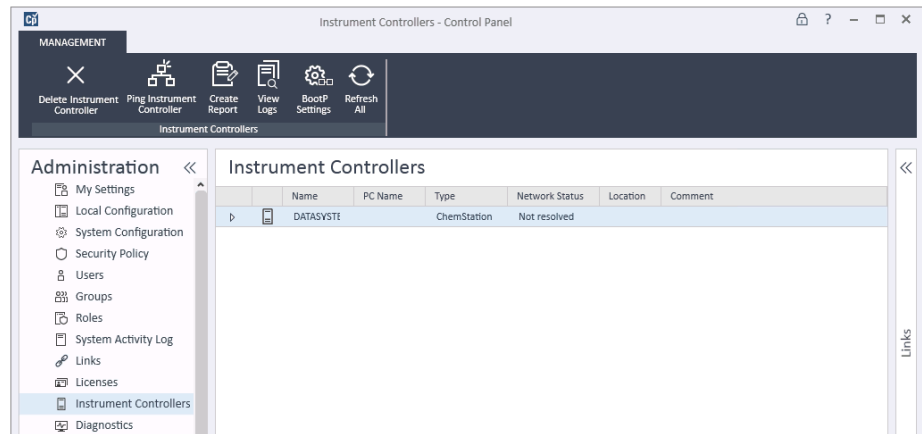 Instrument Controllers - Control Panel
?
MANAGEMENT
Delete Instrument Controller
Ping Instrument Controller
Create Report
View Logs
BootP Settings
Refresh All
Instrument Controllers
Administration
My Settings
Local Configuration
System Configuration
Security Policy
Users
Groups
Roles
System Activity Log
Links
Licenses
Instrument Controllers
Diagnostics
Instrument Controllers
Name PC Name Type Network Status Location Comment
DATASYSTE ChemStation Not resolved
Links